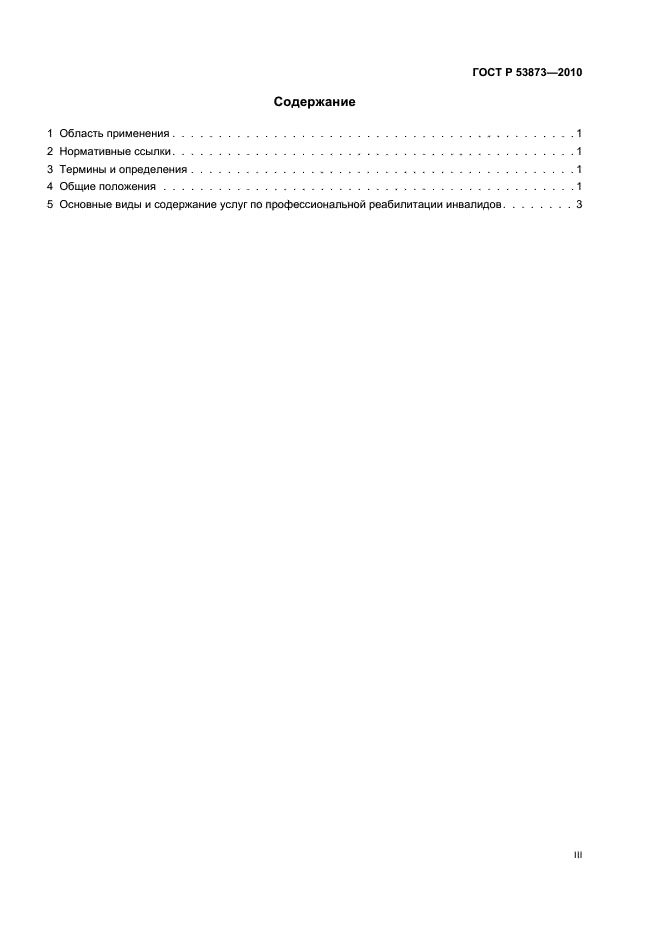 ГОСТ Р 53873—2010
Содержание
1 Область применения . . . . . . . . . . . . . . . . . . . . . . . . . . . . . . . . . . . . . . . . . . . . 1
2 Нормативные ссылки . . . . . . . . . . . . . . . . . . . . . . . . . . . . . . . . . . . . . . . . . . . . 1
3 Термины и определения . . . . . . . . . . . . . . . . . . . . . . . . . . . . . . . . . . . . . . . . . . 1
4 Общие положения . . . . . . . . . . . . . . . . . . . . . . . . . . . . . . . . . . . . . . . . . . . . . 1
5 Основные виды и содержание услуг по профессиональной реабилитации инвалидов . . . . . . . . 3
III